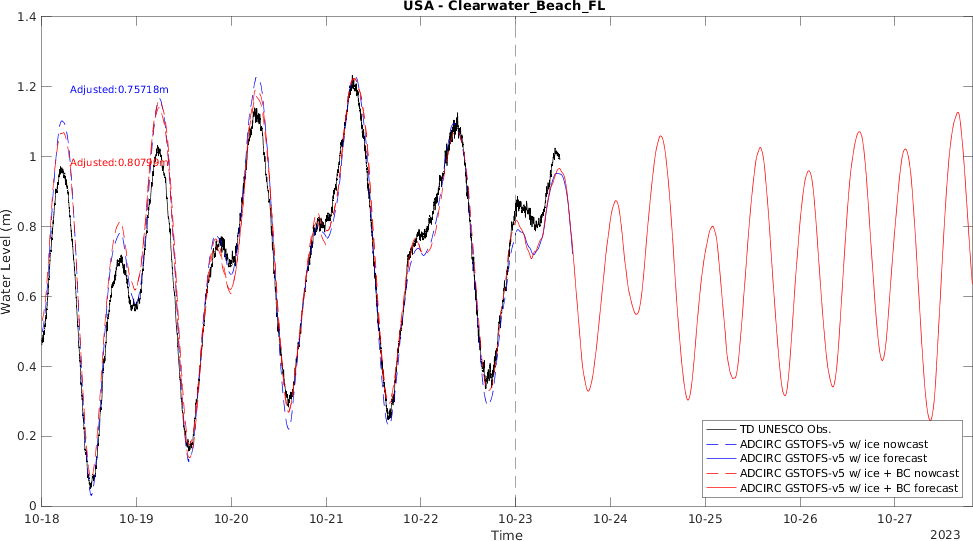 USA - Clearwater_Beach_FL
1.4
1.2
1
0.8
0.6
0.4
0.2
0
Water Level (m)
Adjusted:0.75718m
TD UNESCO Obs.
ADCIRC GSTOFS-v5 w/ ice nowcast
ADCIRC GSTOFS-v5 w/ ice forecast
ADCIRC GSTOFS-v5 w/ ice + BC nowcast
ADCIRC GSTOFS-v5 w/ ice + BC forecast
10-18 10-19 10-20 10-21 10-22 10-23 10-24 10-25 10-26 10-27
Time
2023